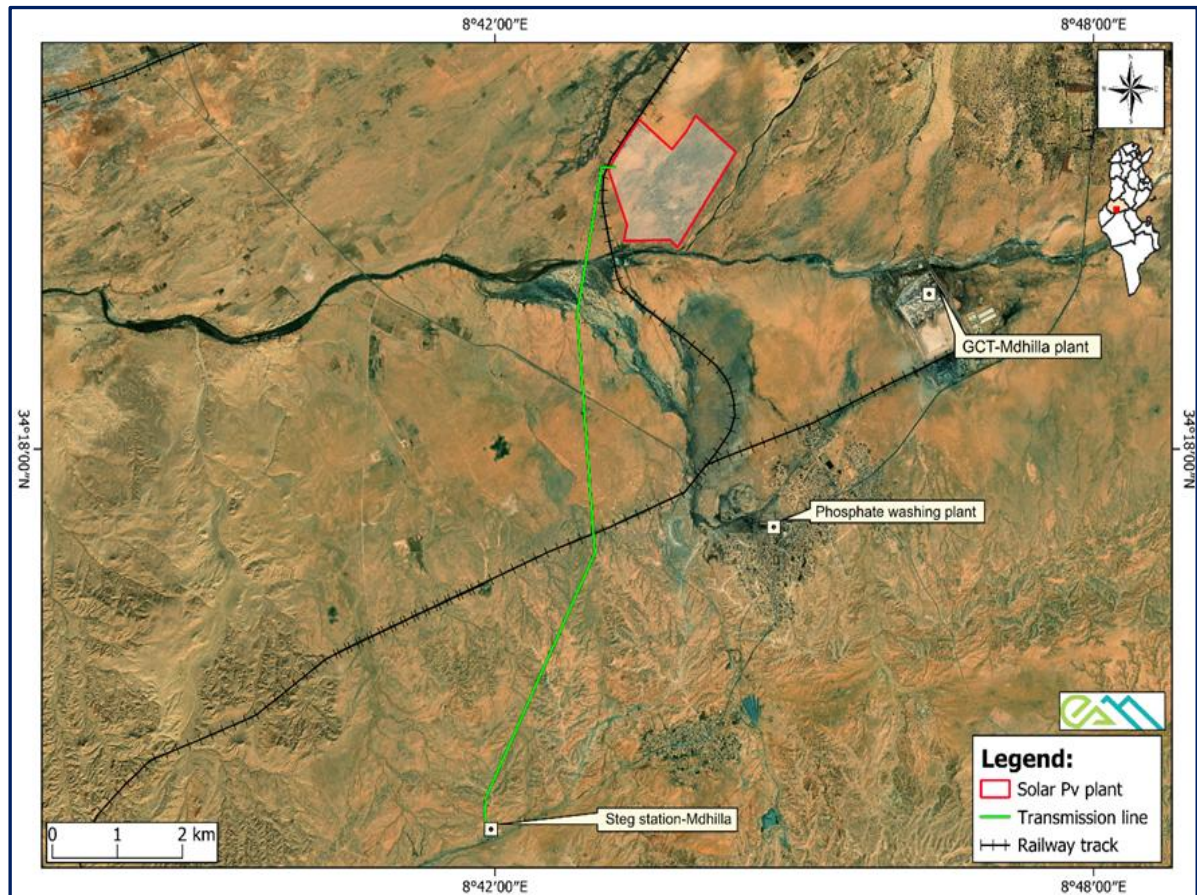 8°42'00"E
8°48'00"E
N
GCT-Mdhilla plant
34°18'00"N
34°18'00"N
Phosphate washing plant
Steg station-Mdhilla
Legend:
Solar Pv plant
Transmission line
Railway track
0 1 2 km
8°42'00"E
8°48'00"E